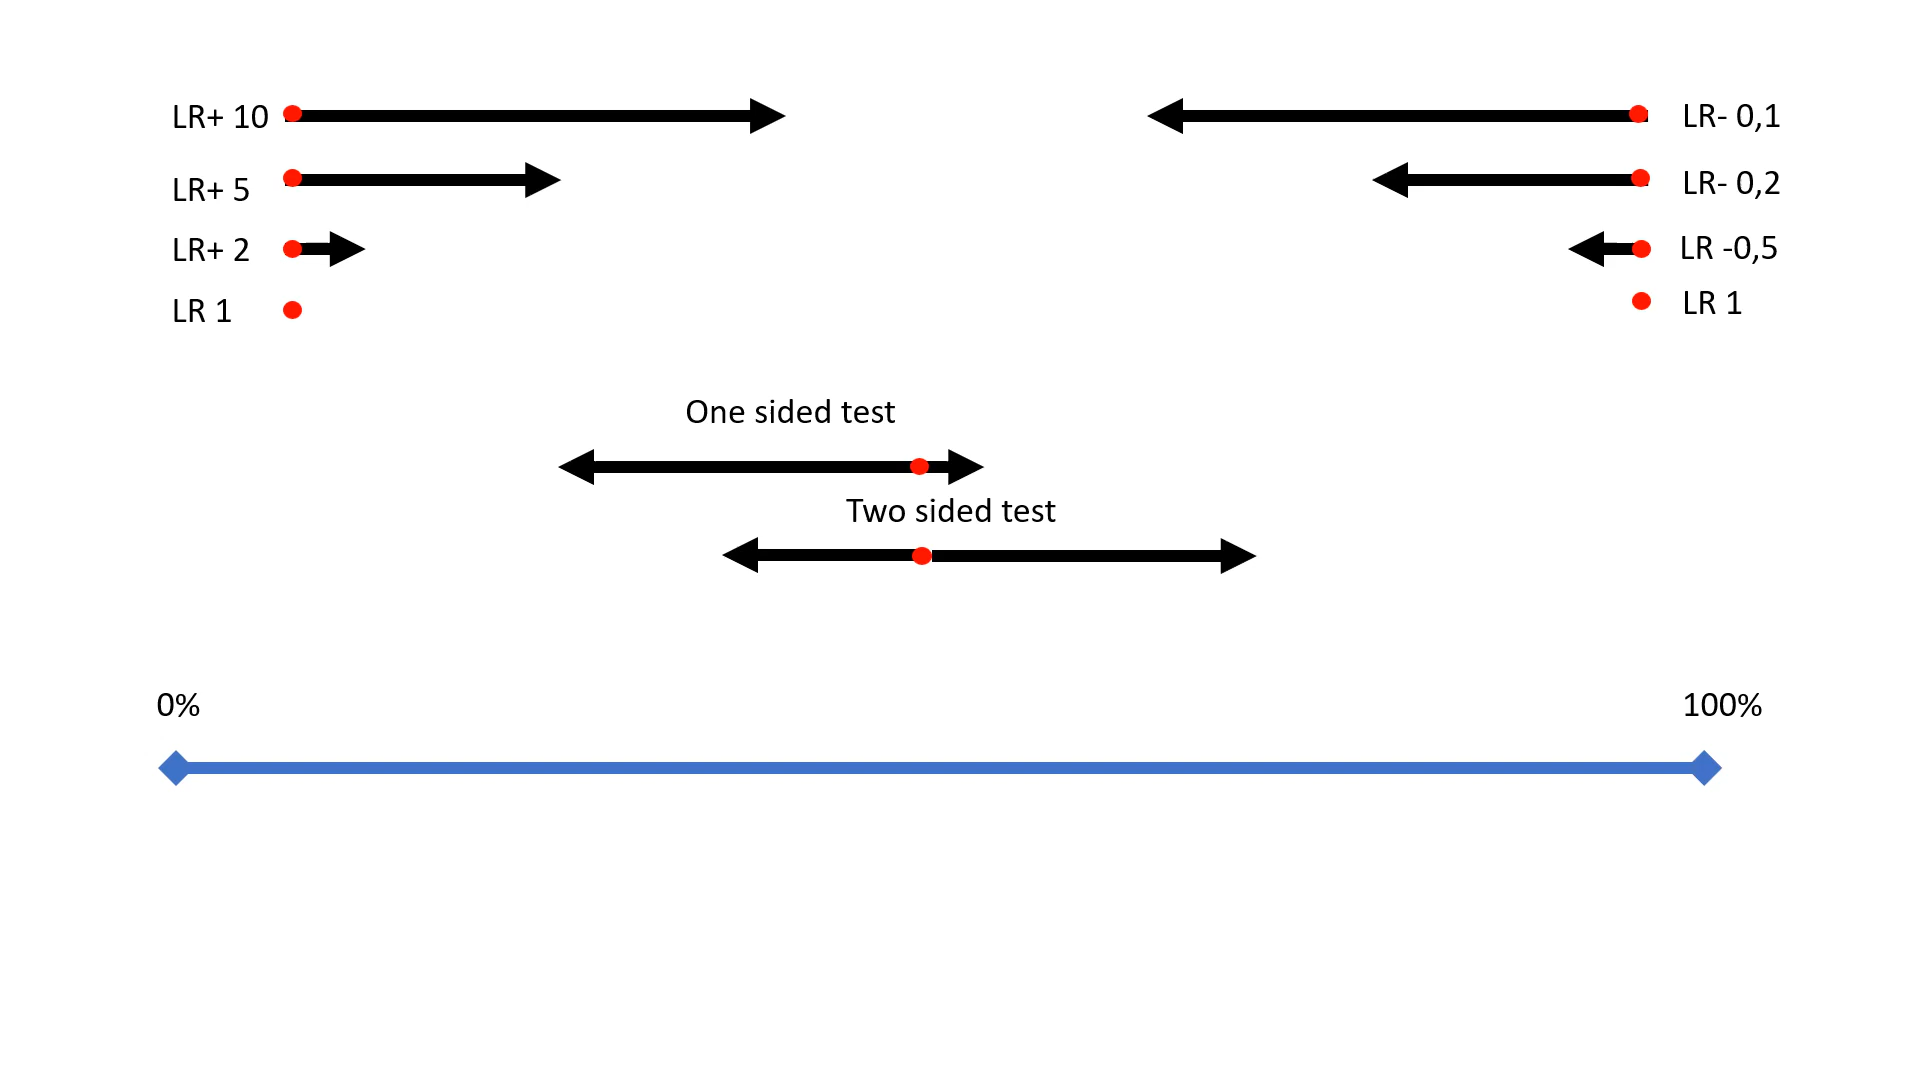 LR+ 10
LR- 0,1
LR+ 5
LR- 0,2
LR+ 2
LR -0,5
LR 1
LR 1
One sided test
Two sided test
0%
100%